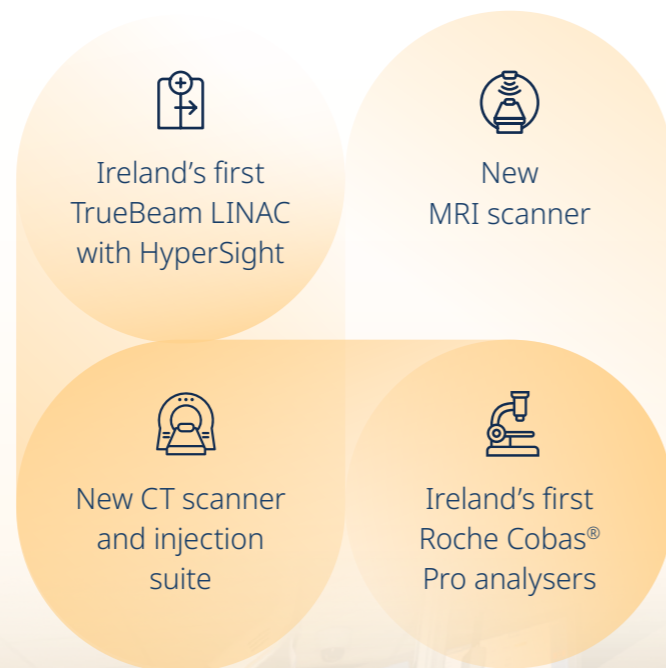 Ireland’s first
TrueBeam LINAC
with HyperSight
New
MRI scanner
New CT scanner
and injection
suite
Ireland’s first
Roche Cobas®
Pro analysers